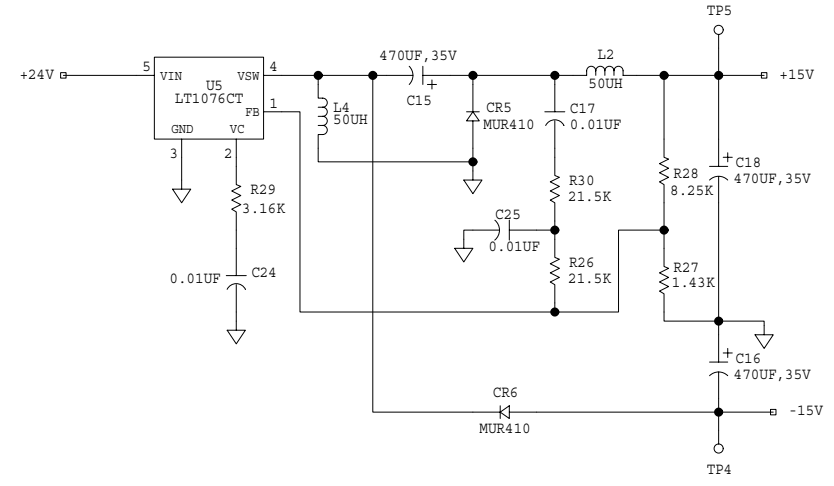 TP5
470UF,35V
L2
+24V
5
VIN
U5
LT1076CT
VSW
4
+
C15
50UH
+15V
FB
1
L4
50UH
CR5
MUR410
C17
0.01UF
GND
VC
3
2
R29
3.16K
R30
21.5K
R28
8.25K
+
C18
470UF,35V
C25
0.01UF
0.01UF
C24
R26
21.5K
R27
1.43K
+
C16
470UF,35V
CR6
MUR410
-15V
TP4